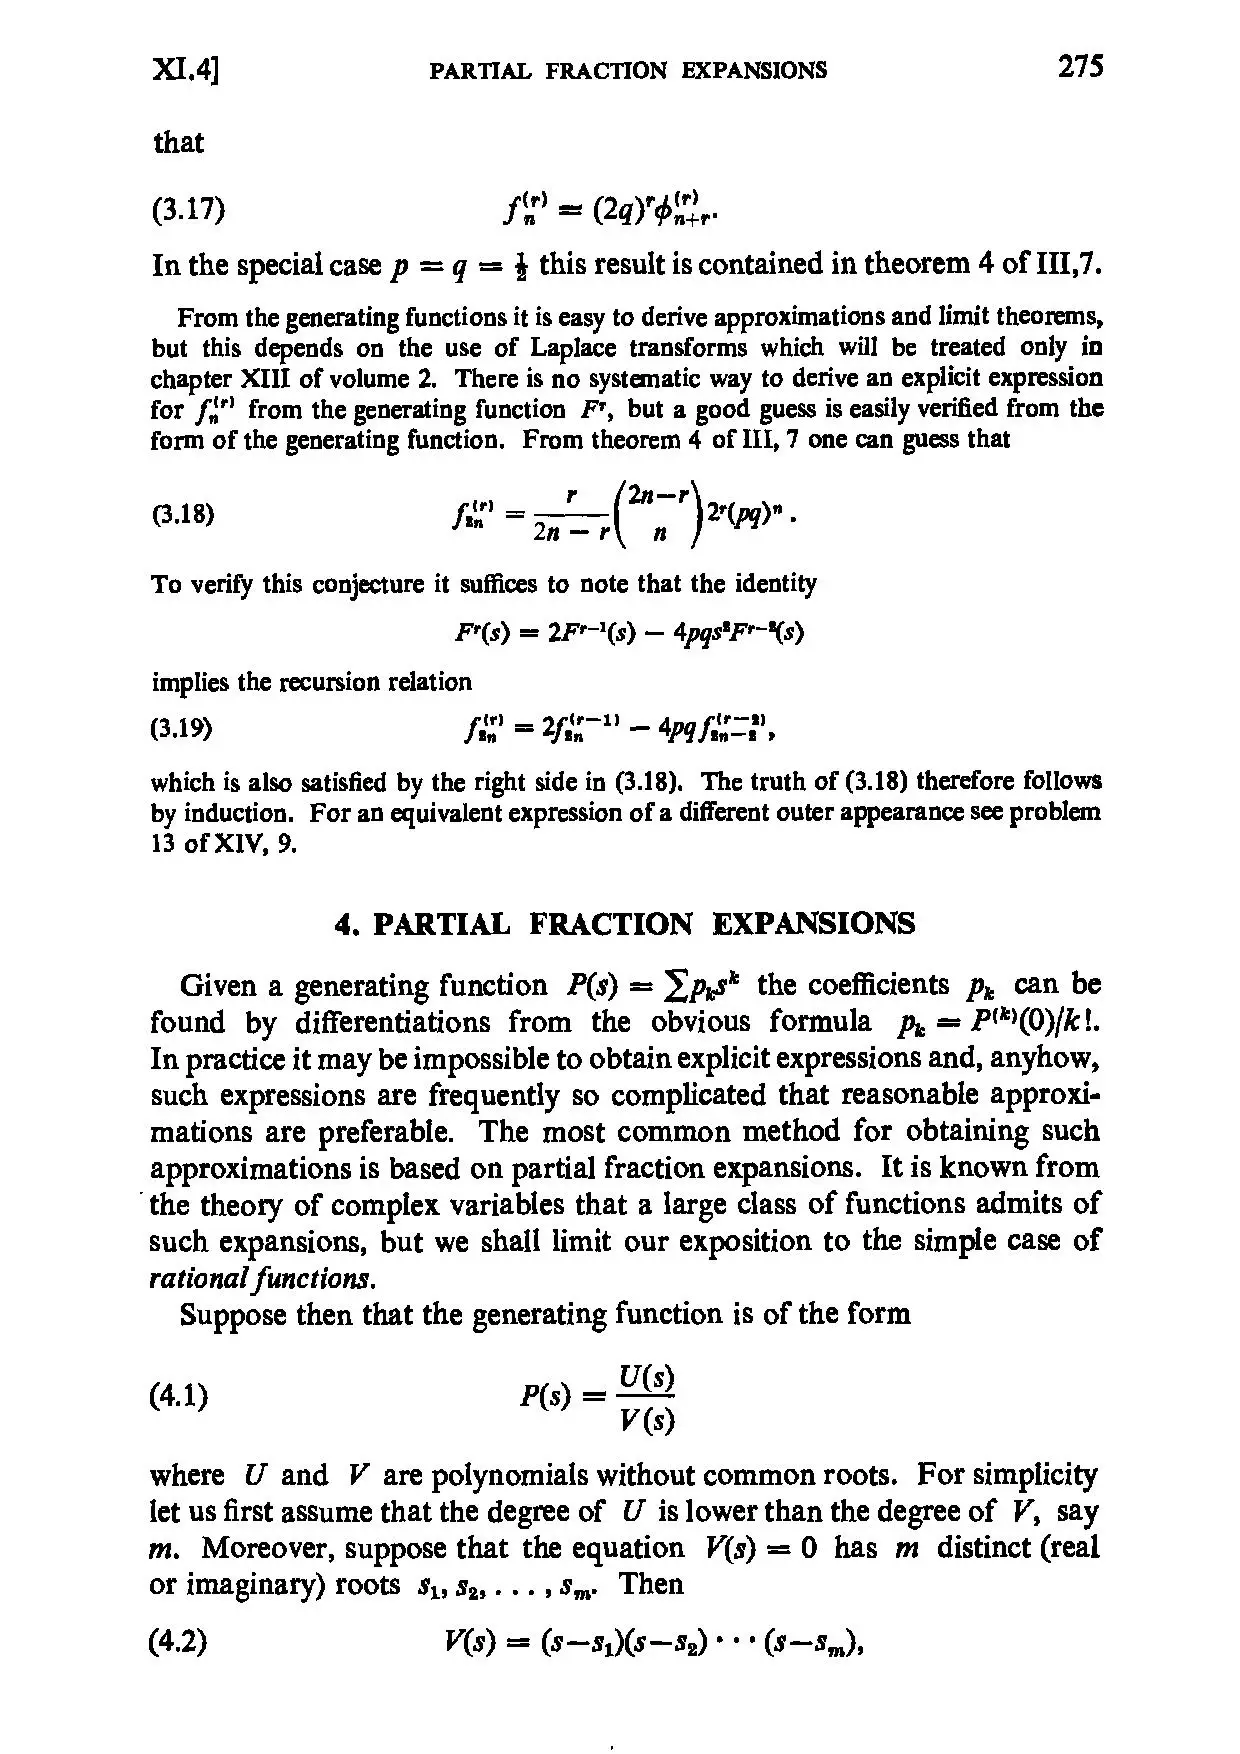 XI.4] PARTIAL FRACTION EXPANSIONS 275
that
(3.17) f_n^{(r)} = (2q)^r ϕ_{n+r}^{(r)}.
In the special case p = q = ½ this result is contained in theorem 4 of III,7.
From the generating functions it is easy to derive approximations and limit theorems,
but this depends on the use of Laplace transforms which will be treated only in
chapter XIII of volume 2. There is no systematic way to derive an explicit expression
for f_n^{(r)} from the generating function F^r, but a good guess is easily verified from the
form of the generating function. From theorem 4 of III, 7 one can guess that
(3.18) f_{2n}^{(r)} = \frac{r}{2n − r} \binom{2n−r}{n} 2^r(pq)^n.
To verify this conjecture it suffices to note that the identity
F^r(s) = 2F^{r−1}(s) − 4pqs^2F^{r−2}(s)
implies the recursion relation
(3.19) f_{2n}^{(r)} = 2f_{2n}^{(r−1)} − 4pq f_{2n−2}^{(r−2)},
which is also satisfied by the right side in (3.18). The truth of (3.18) therefore follows
by induction. For an equivalent expression of a different outer appearance see problem
13 of XIV, 9.
4. PARTIAL FRACTION EXPANSIONS
Given a generating function P(s) = ∑p_k s^k the coefficients p_k can be
found by differentiations from the obvious formula p_k = P^{(k)}(0)/k!.
In practice it may be impossible to obtain explicit expressions and, anyhow,
such expressions are frequently so complicated that reasonable approxi-
mations are preferable. The most common method for obtaining such
approximations is based on partial fraction expansions. It is known from
the theory of complex variables that a large class of functions admits of
such expansions, but we shall limit our exposition to the simple case of
rational functions.
Suppose then that the generating function is of the form
(4.1) P(s) = \frac{U(s)}{V(s)}
where U and V are polynomials without common roots. For simplicity
let us first assume that the degree of U is lower than the degree of V, say
m. Moreover, suppose that the equation V(s) = 0 has m distinct (real
or imaginary) roots s_1, s_2, . . . , s_m. Then
(4.2) V(s) = (s−s_1)(s−s_2) · · · (s−s_m),